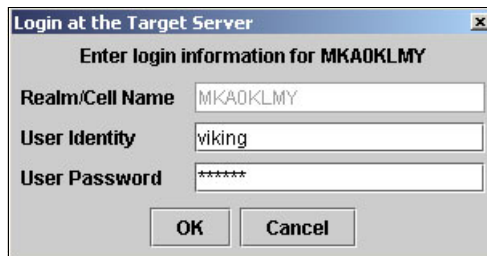 Login at the Target Server
Enter login information for MKA0KLMY
Realm/Cell Name MKA0KLMY
User Identity viking
User Password ******
OK Cancel